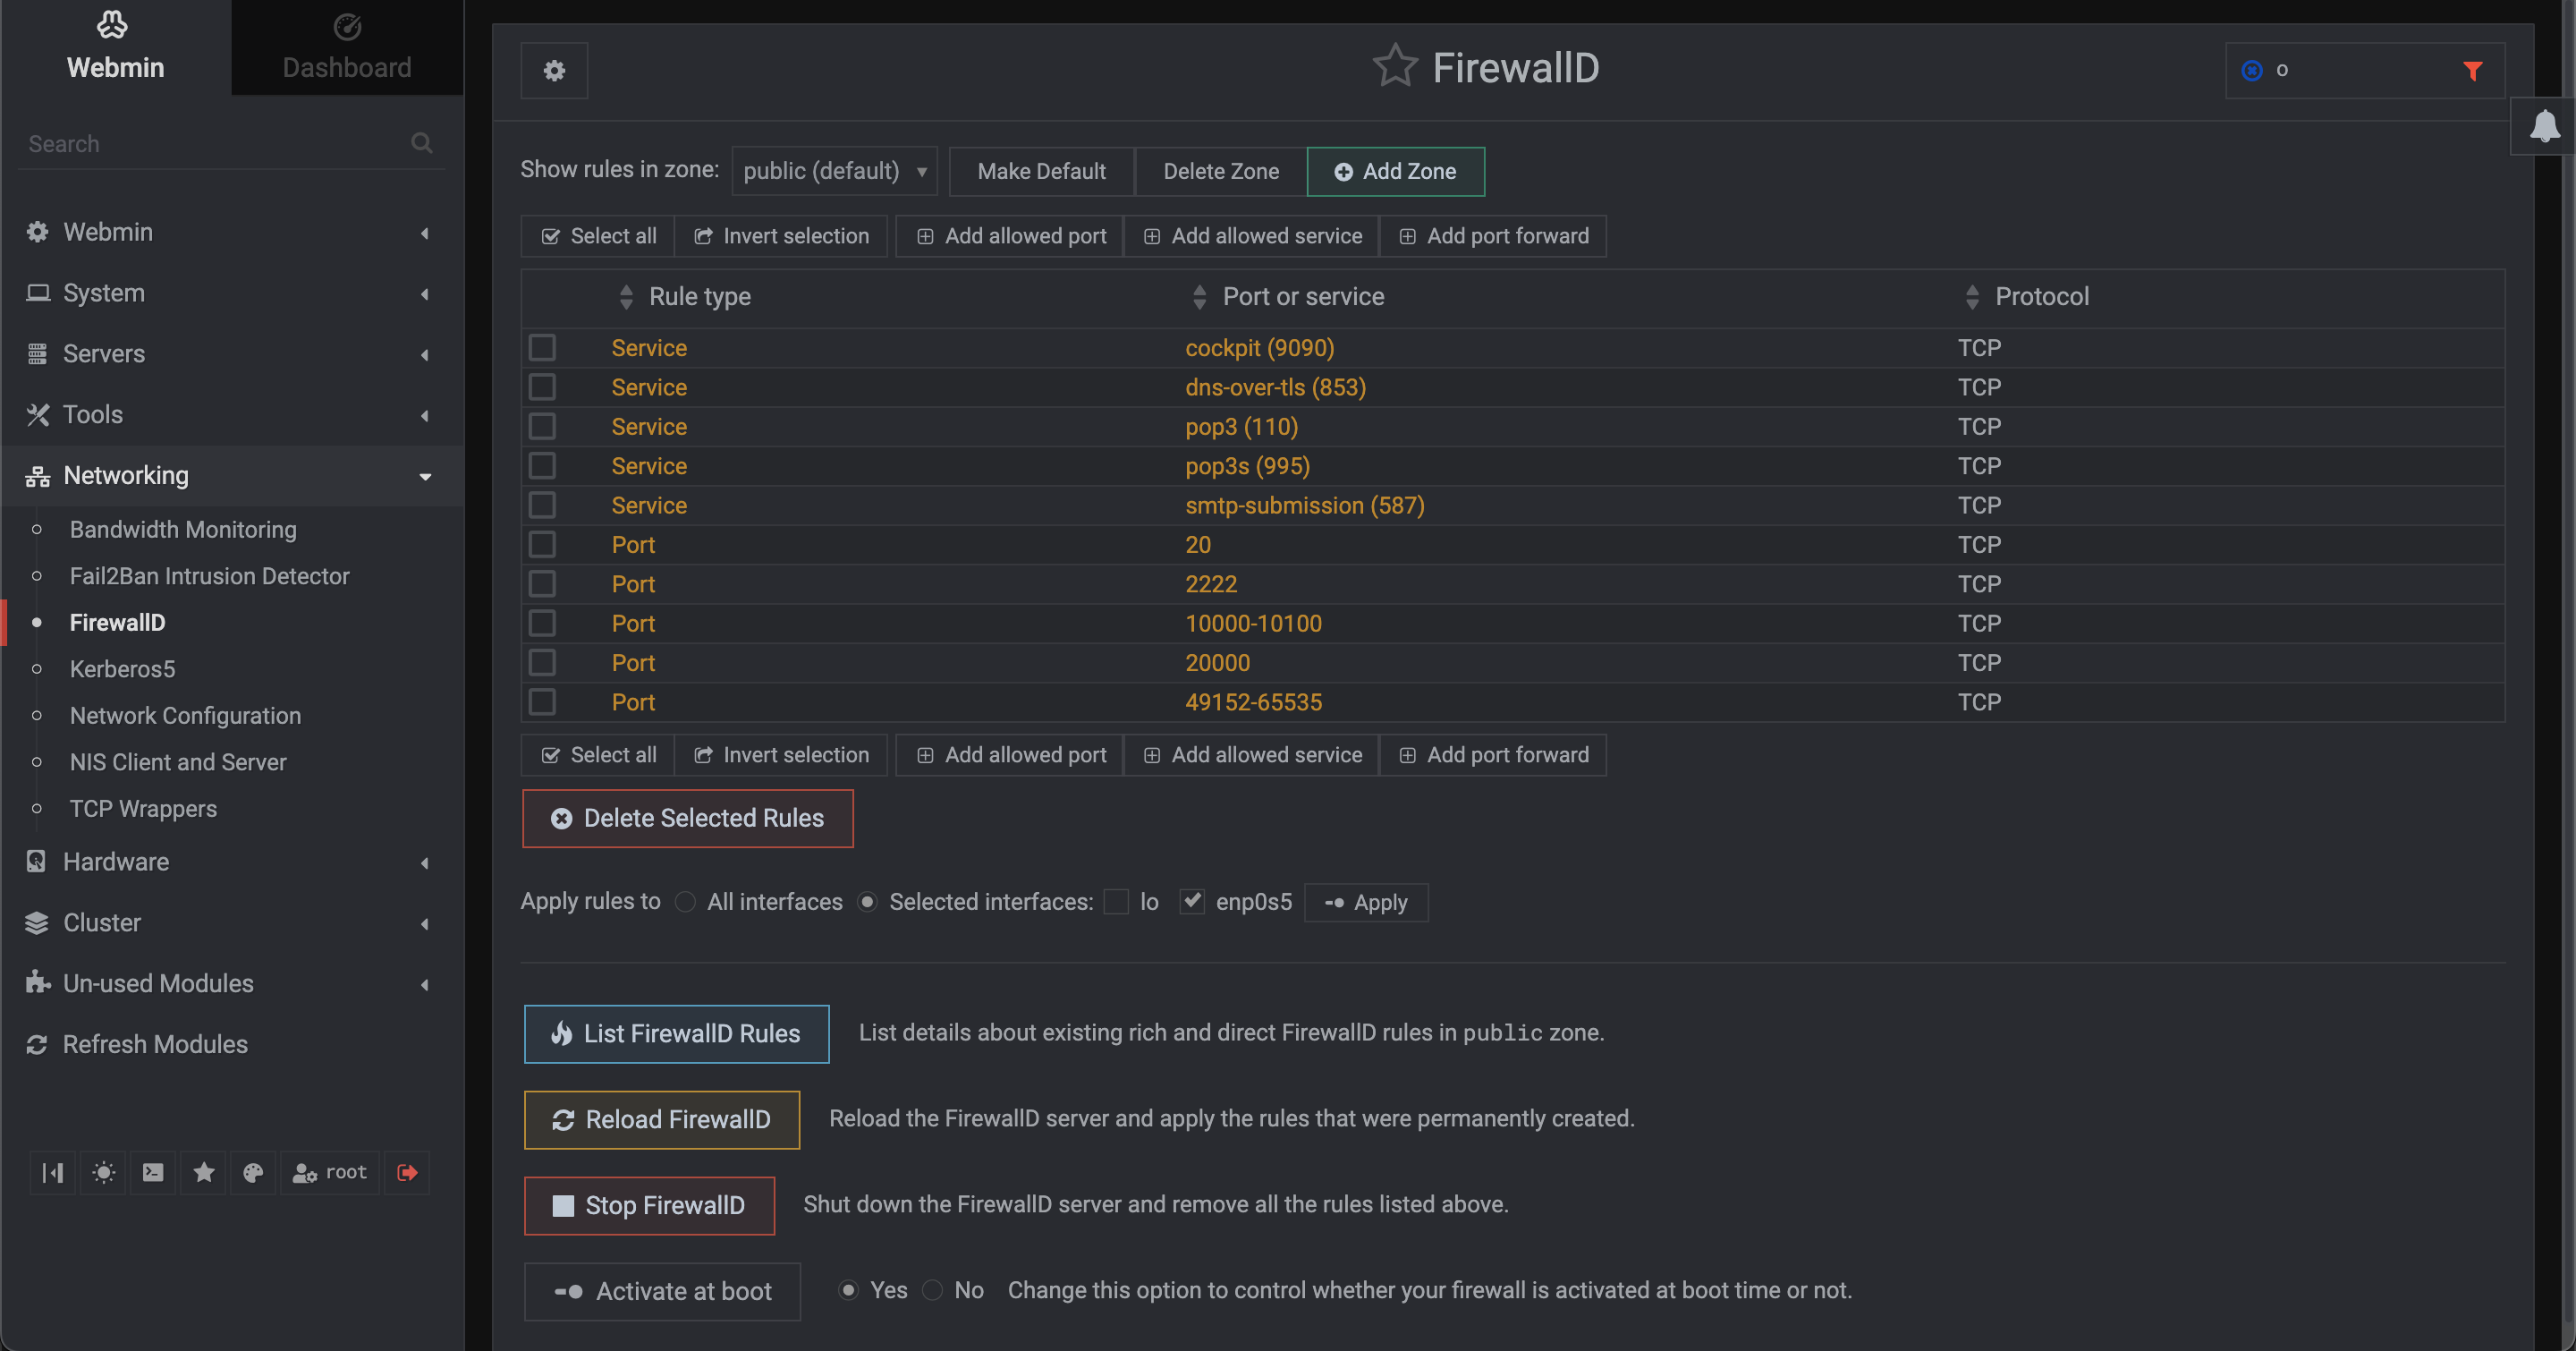 Webmin
Dashboard
Search
Webmin
System
Servers
Tools
Networking
Bandwidth Monitoring
Fail2Ban Intrusion Detector
FirewallD
Kerberos5
Network Configuration
NIS Client and Server
TCP Wrappers
Hardware
Cluster
Un-used Modules
Refresh Modules
root
FirewallD
o
Show rules in zone: public (default) Make Default Delete Zone Add Zone
Select all Invert selection Add allowed port Add allowed service Add port forward
Rule type Port or service Protocol
Service cockpit (9090) TCP
Service dns-over-tls (853) TCP
Service pop3 (110) TCP
Service pop3s (995) TCP
Service smtp-submission (587) TCP
Port 20 TCP
Port 2222 TCP
Port 10000-10100 TCP
Port 20000 TCP
Port 49152-65535 TCP
Select all Invert selection Add allowed port Add allowed service Add port forward
Delete Selected Rules
Apply rules to All interfaces Selected interfaces: lo enp0s5 Apply
List FirewallD Rules List details about existing rich and direct FirewallD rules in public zone.
Reload FirewallD Reload the FirewallD server and apply the rules that were permanently created.
Stop FirewallD Shut down the FirewallD server and remove all the rules listed above.
Activate at boot Yes No Change this option to control whether your firewall is activated at boot time or not.